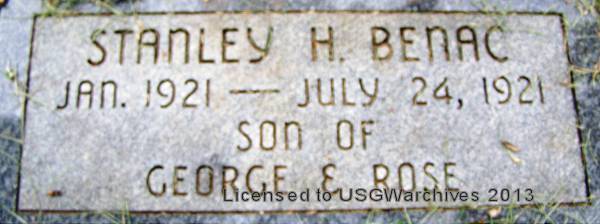 STANLEY H. BENAC
JAN. 1921 — JULY 24, 1921
SON OF
GEORGE & ROSE
Licensed to USGWarchives 2013